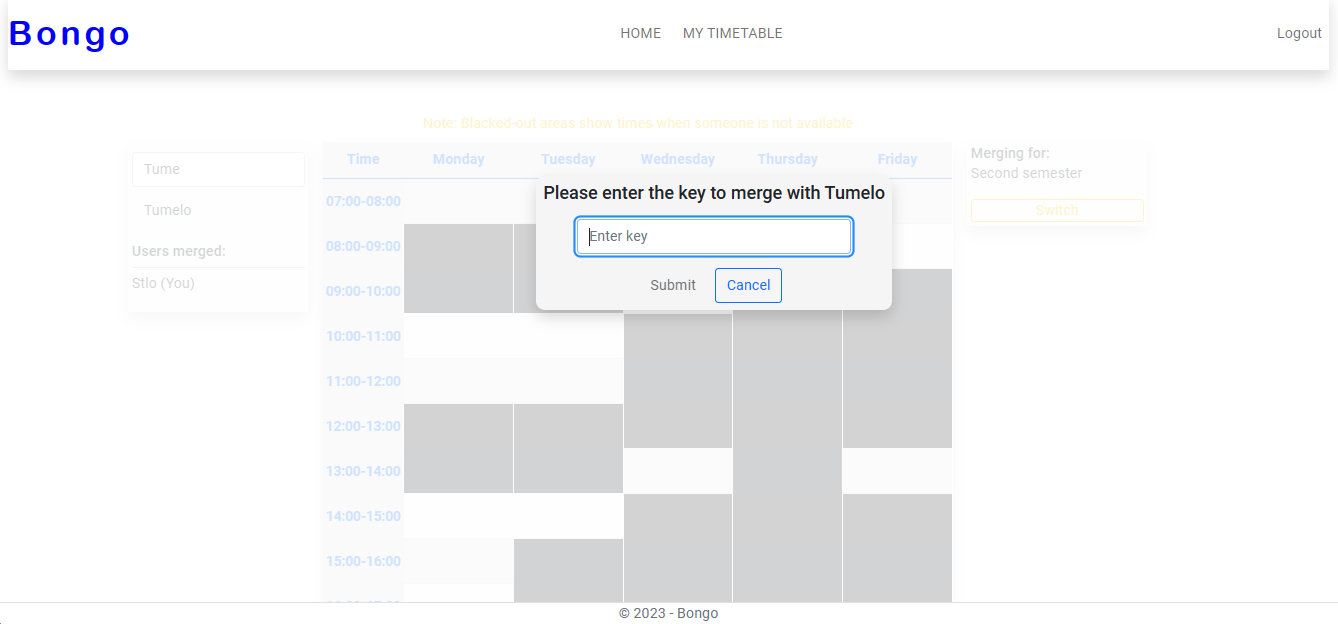 Bongo
HOME MY TIMETABLE
Logout
Note: Blacked-out areas show times when someone is not available
Tume
Tumelo
Users merged:
Stlo (You)
Time Monday Tuesday Wednesday Thursday Friday
07:00-08:00
08:00-09:00
09:00-10:00
10:00-11:00
11:00-12:00
12:00-13:00
13:00-14:00
14:00-15:00
15:00-16:00
Please enter the key to merge with Tumelo
Enter key
Submit Cancel
Merging for:
Second semester
Switch
© 2023 - Bongo